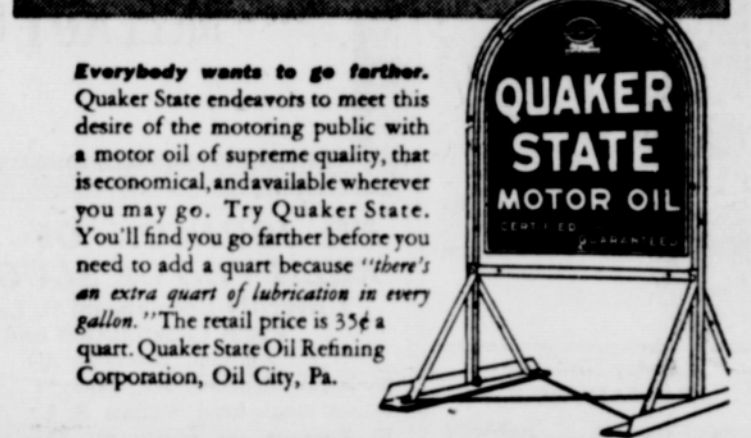 Everybody wants to go farther.
Quaker State endeavors to meet this
desire of the motoring public with
a motor oil of supreme quality, that
is economical, and available wherever
you may go. Try Quaker State.
You'll find you go farther before you
need to add a quart because "there's
an extra quart of lubrication in every
gallon." The retail price is 35¢ a
quart. Quaker State Oil Refining
Corporation, Oil City, Pa.
QUAKER
STATE
MOTOR OIL
CERTIFIED
GUARANTEED